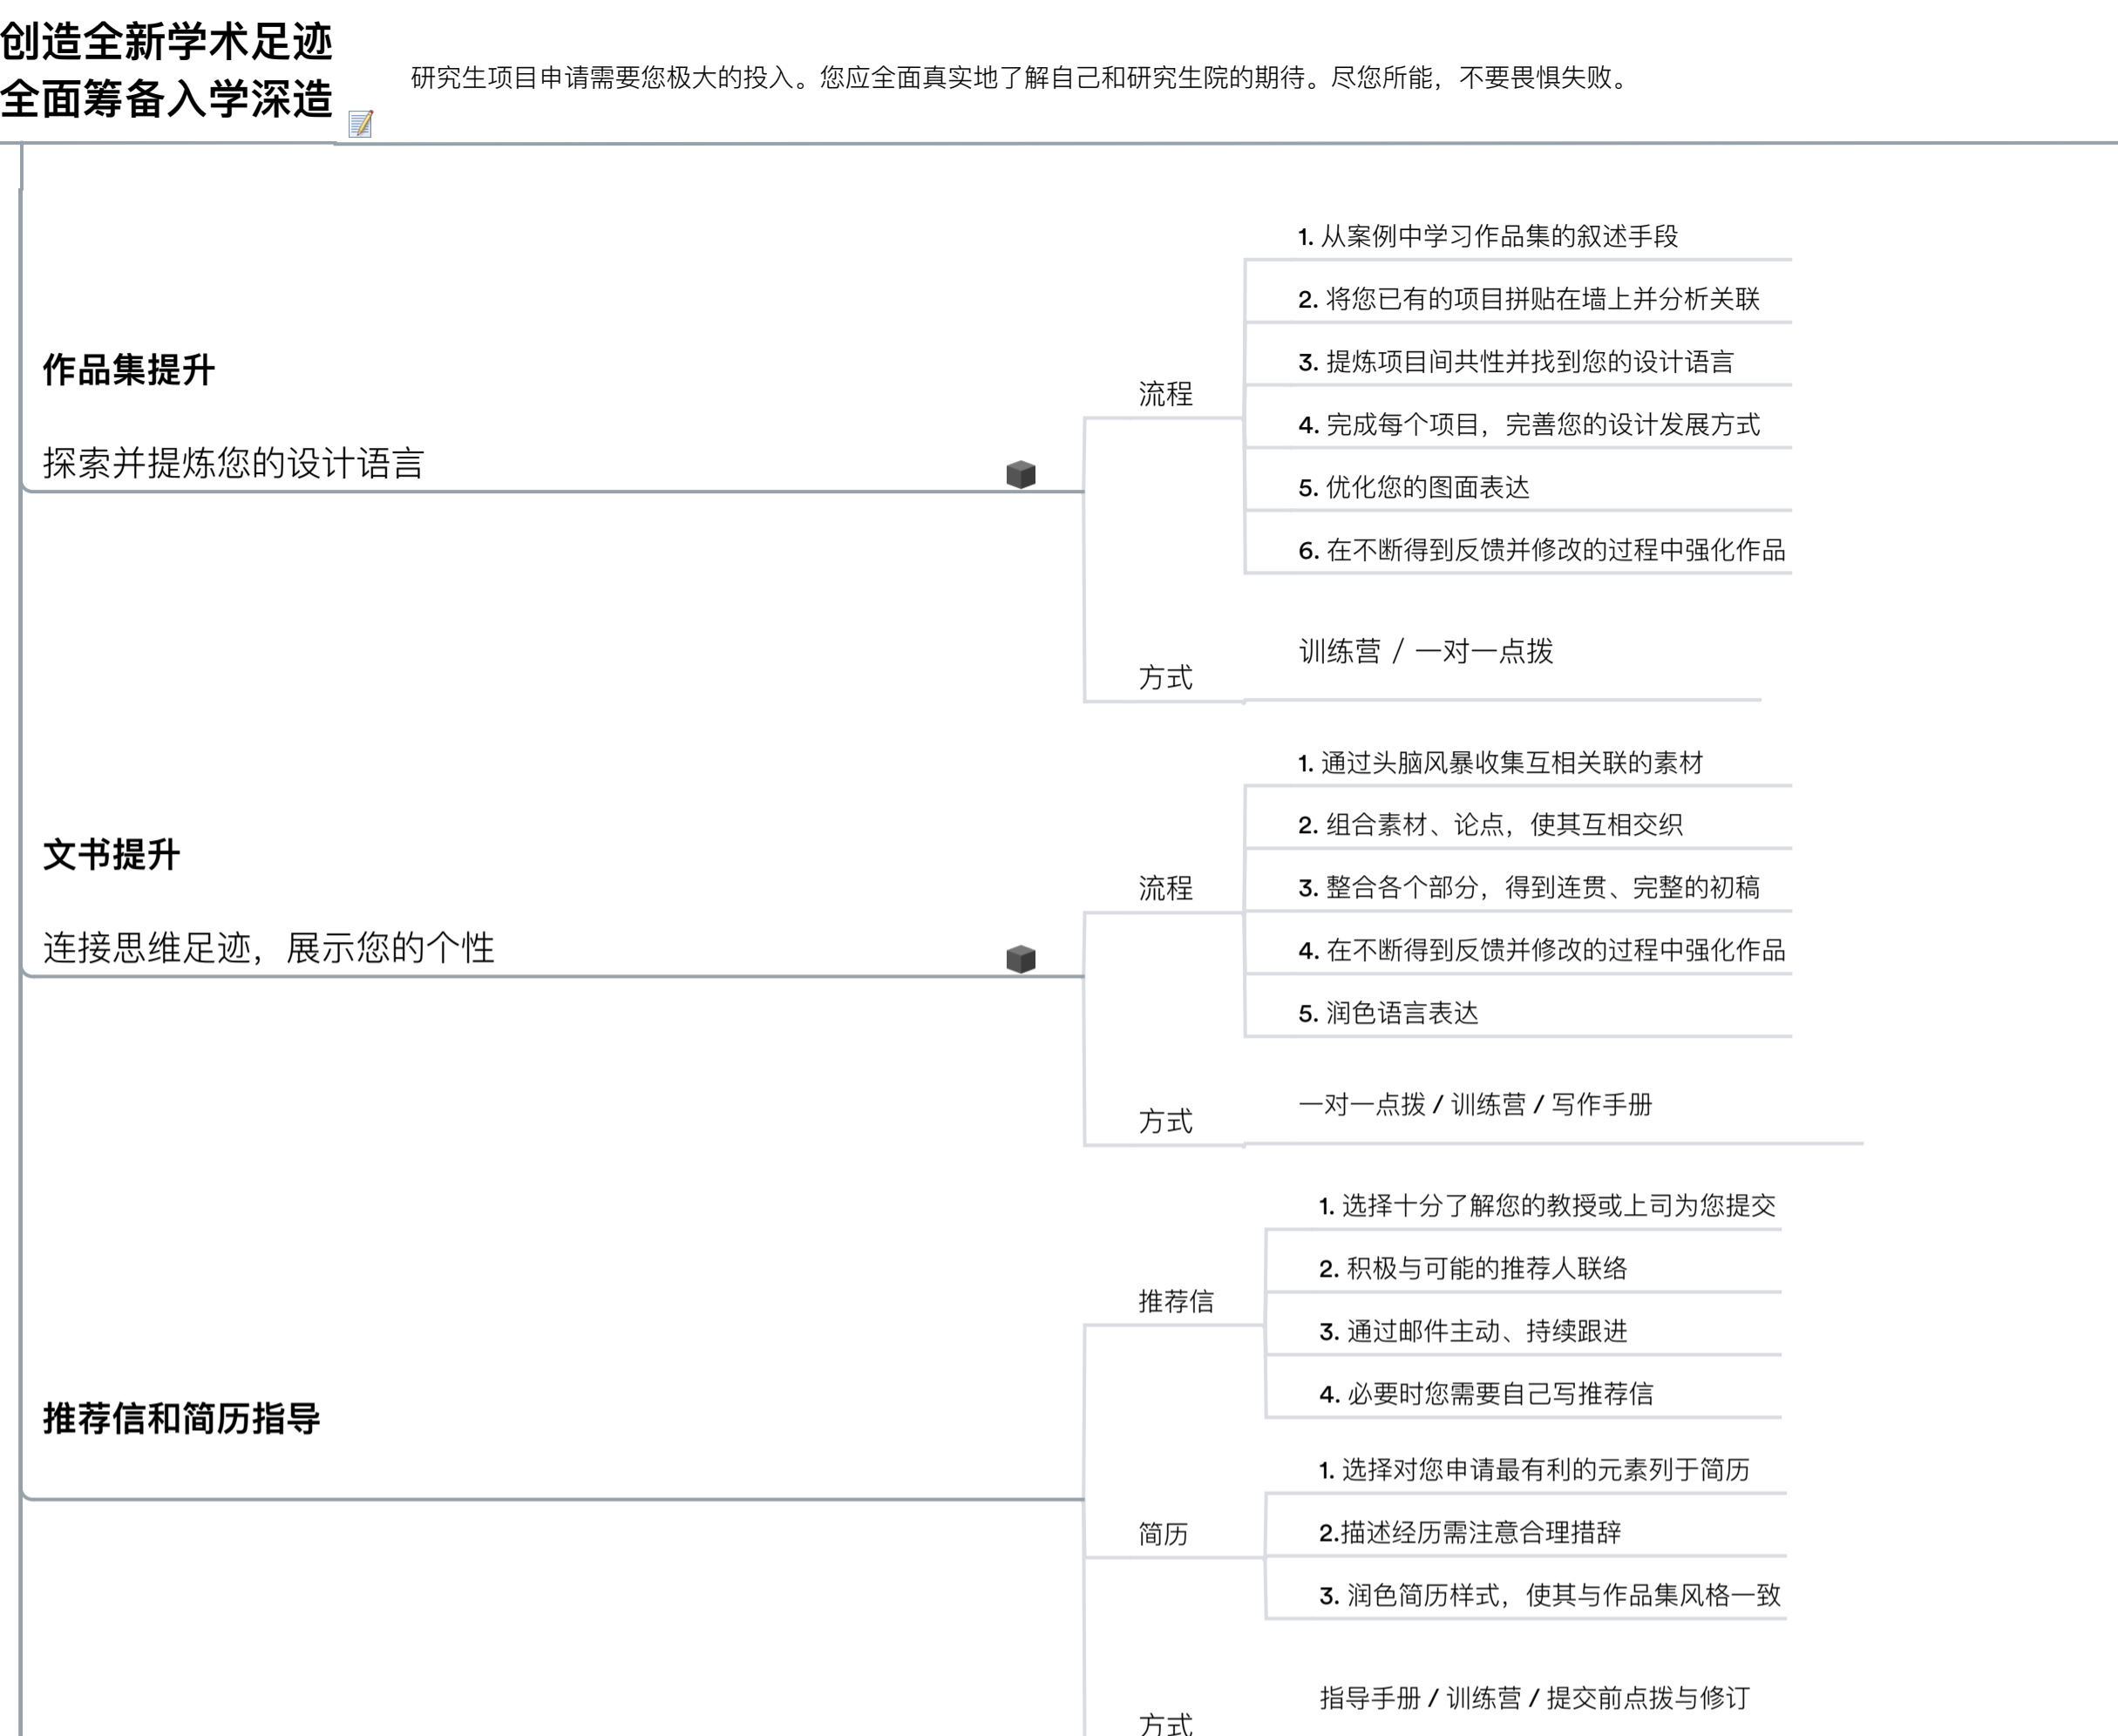 创造全新学术足迹
全面筹备入学深造
研究生项目申请需要您极大的投入。您应全面真实地了解自己和研究生院的期待。尽您所能，不要畏惧失败。
作品集提升
探索并提炼您的设计语言
流程
1. 从案例中学习作品集的叙述手段
2. 将您已有的项目拼贴在墙上并分析关联
3. 提炼项目间共性并找到您的设计语言
4. 完成每个项目，完善您的设计发展方式
5. 优化您的图面表达
6. 在不断得到反馈并修改的过程中强化作品
方式
训练营 / 一对一点拨
文书提升
连接思维足迹，展示您的个性
流程
1. 通过头脑风暴收集互相关联的素材
2. 组合素材、论点，使其互相交织
3. 整合各个部分，得到连贯、完整的初稿
4. 在不断得到反馈并修改的过程中强化作品
5. 润色语言表达
方式
一对一点拨 / 训练营 / 写作手册
推荐信和简历指导
推荐信
1. 选择十分了解您的教授或上司为您提交
2. 积极与可能的推荐人联络
3. 通过邮件主动、持续跟进
4. 必要时您需要自己写推荐信
简历
1. 选择对您申请最有利的元素列于简历
2.描述经历需注意合理措辞
3. 润色简历样式，使其与作品集风格一致
方式
指导手册 / 训练营 / 提交前点拨与修订